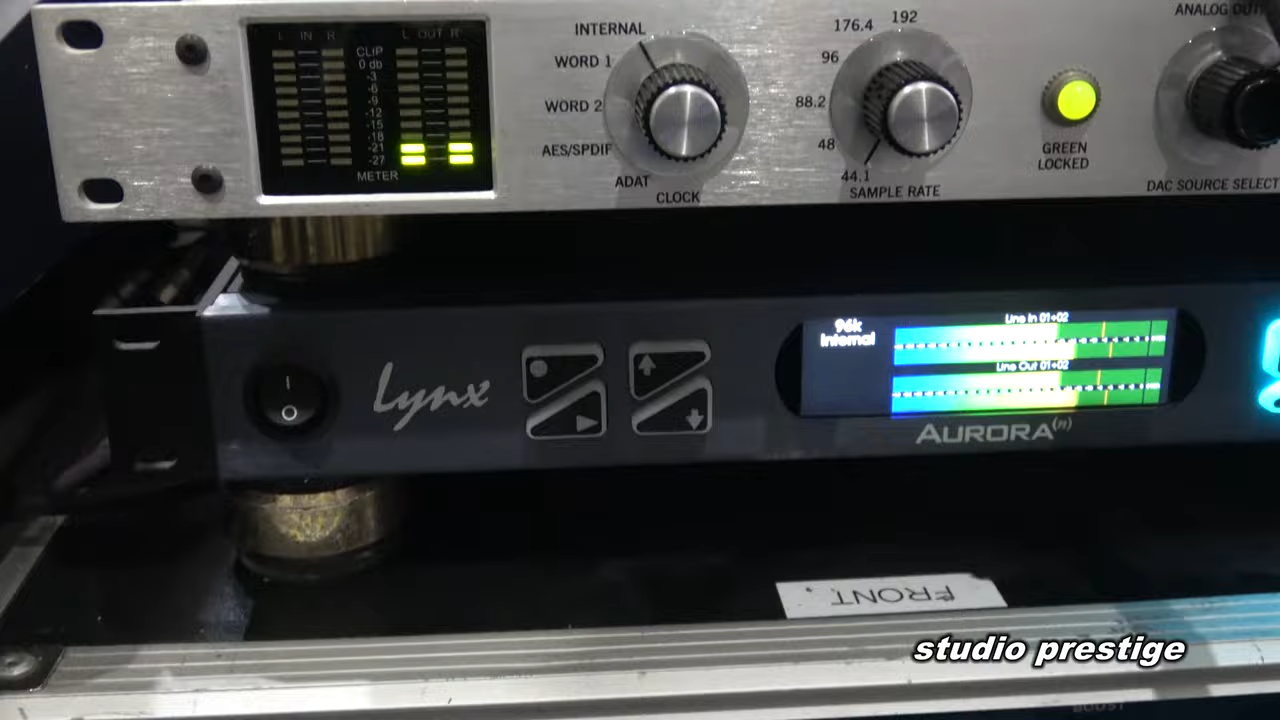 ANALOG OUT
L IN R
L OUT R
CLIP
0 db
-3
-6
-9
-12
-15
-18
-21
-27
METER
INTERNAL
WORD 1
WORD 2
AES/SPDIF
ADAT
CLOCK
192
176.4
96
88.2
48
44.1
SAMPLE RATE
GREEN
LOCKED
DAC SOURCE SELECT
I
O
Lynx
96k
Internal
Line In 01+02
Line Out 01+02
AURORA(n)
FRONT
studio prestige
BOOST